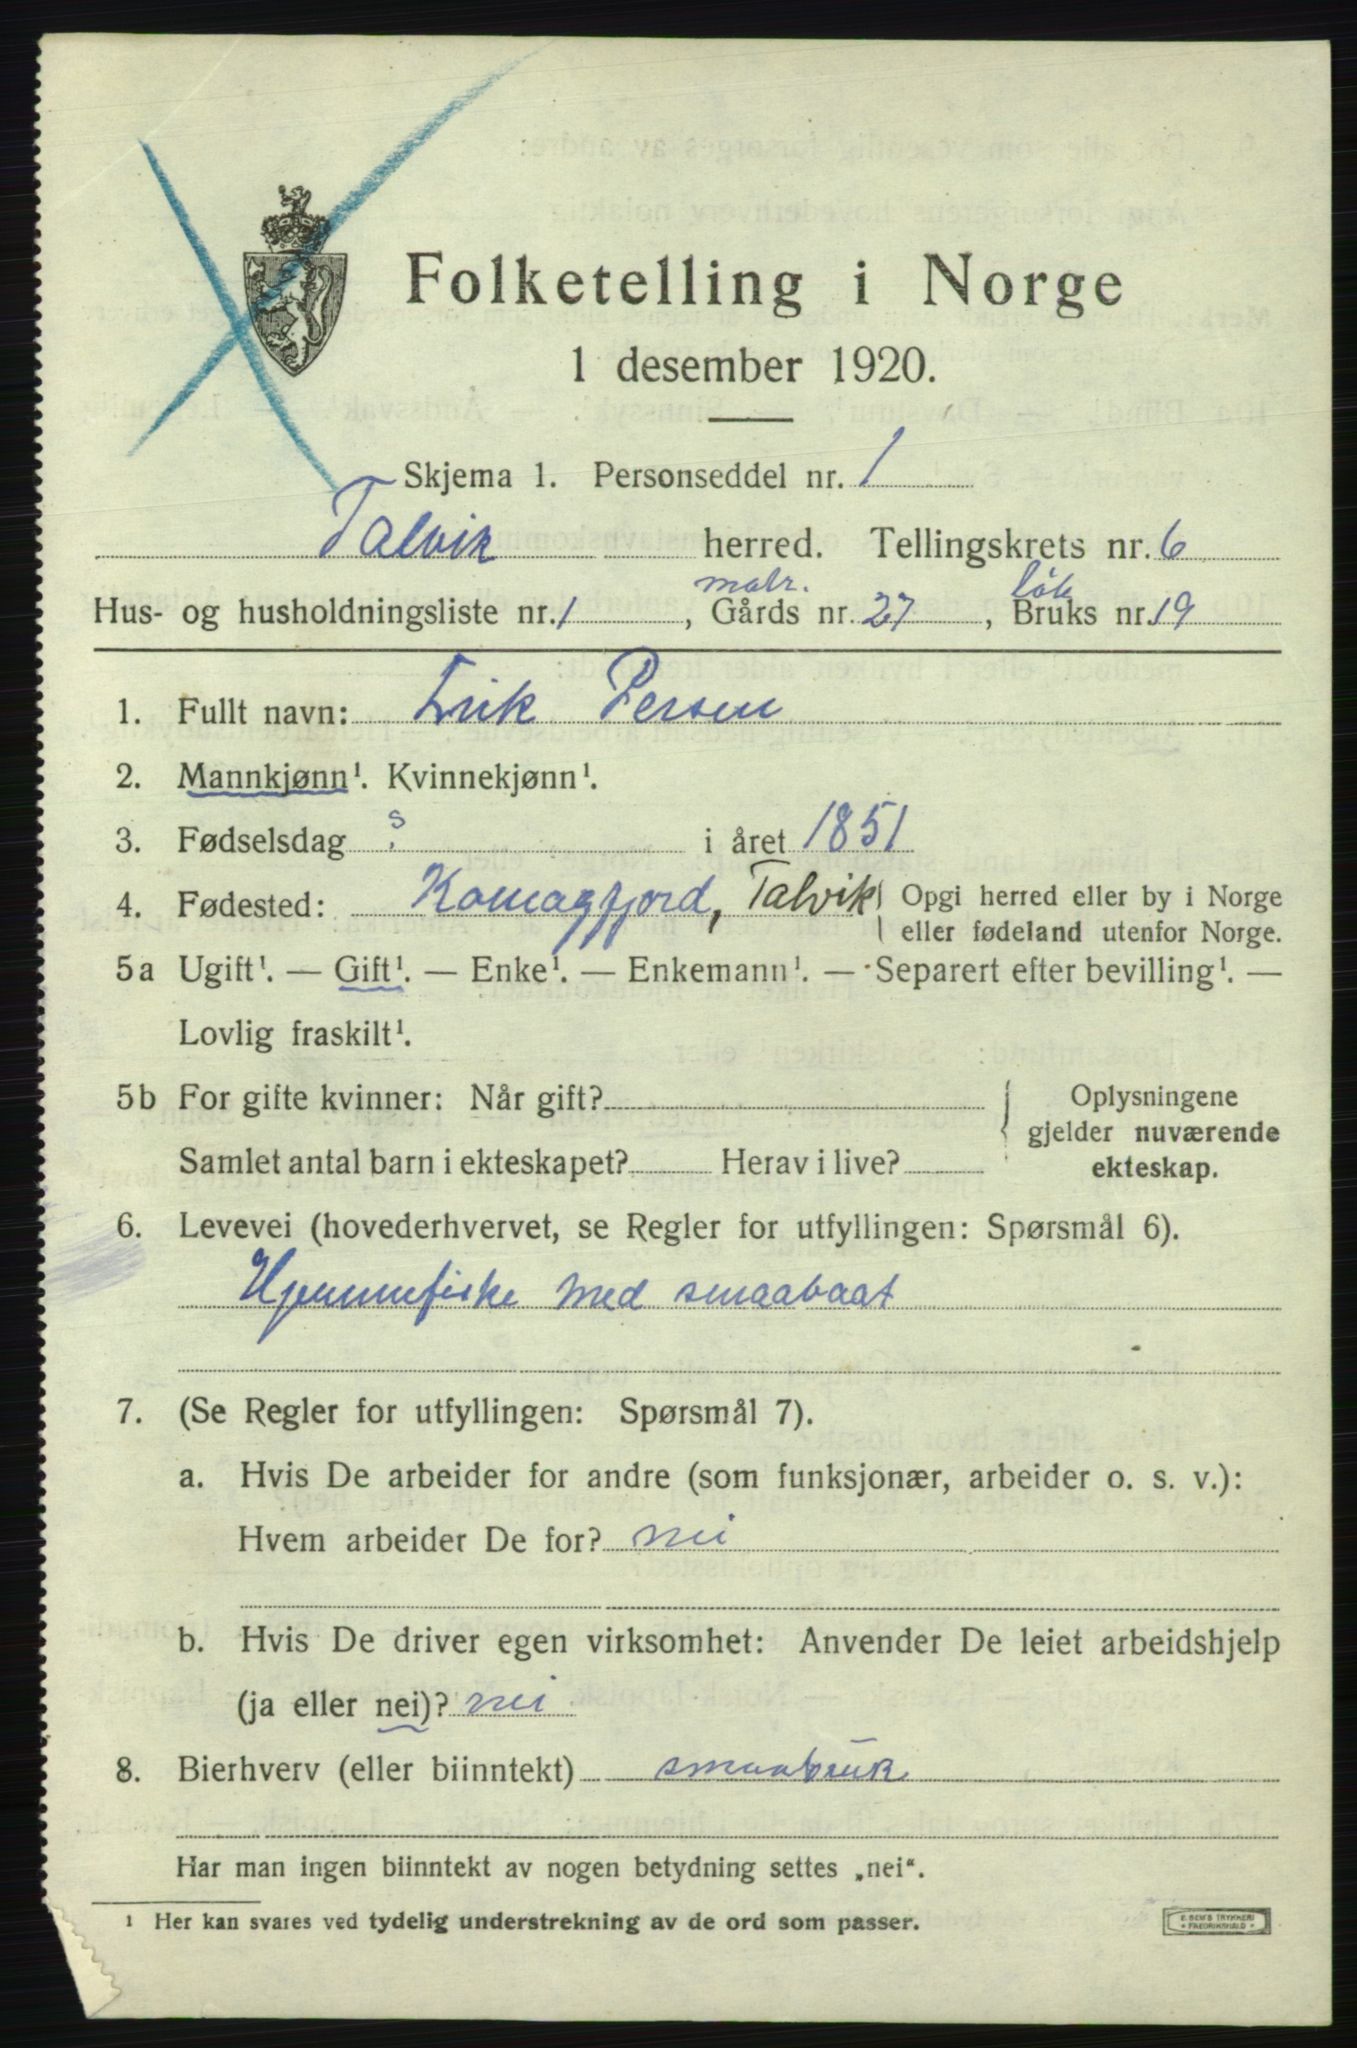 Folketelling i Norge
1 desember 1920.
Skjema 1. Personseddel nr. 1
Talvik herred. Tellingskrets nr. 6
matr. løb
Hus- og husholdningsliste nr. 1, Gårds nr. 27, Bruks nr. 19
1. Fullt navn: Erik Persen
2. Mannkjønn¹. Kvinnekjønn¹.
3. Fødselsdag ? i året 1851
4. Fødested: Komagfjord, Talvik Opgi herred eller by i Norge
eller fødeland utenfor Norge.
5a Ugift¹. — Gift¹. — Enke¹. — Enkemann¹. — Separert efter bevilling¹. —
Lovlig fraskilt¹.
5b For gifte kvinner: Når gift? Oplysningene
gjelder nuværende
Samlet antal barn i ekteskapet? Herav i live? ekteskap.
6. Levevei (hovederhvervet, se Regler for utfyllingen: Spørsmål 6).
Hjemmefiske med smaabaat
7. (Se Regler for utfyllingen: Spørsmål 7).
a. Hvis De arbeider for andre (som funksjonær, arbeider o. s. v.):
Hvem arbeider De for? nei
b. Hvis De driver egen virksomhet: Anvender De leiet arbeidshjelp
(ja eller nei)? nei
8. Bierhverv (eller biinntekt) smaabruk
Har man ingen biinntekt av nogen betydning settes „nei“.
¹ Her kan svares ved tydelig understrekning av de ord som passer.
E. SEM'S TRYKKERI
* FREDRIKSHALD *